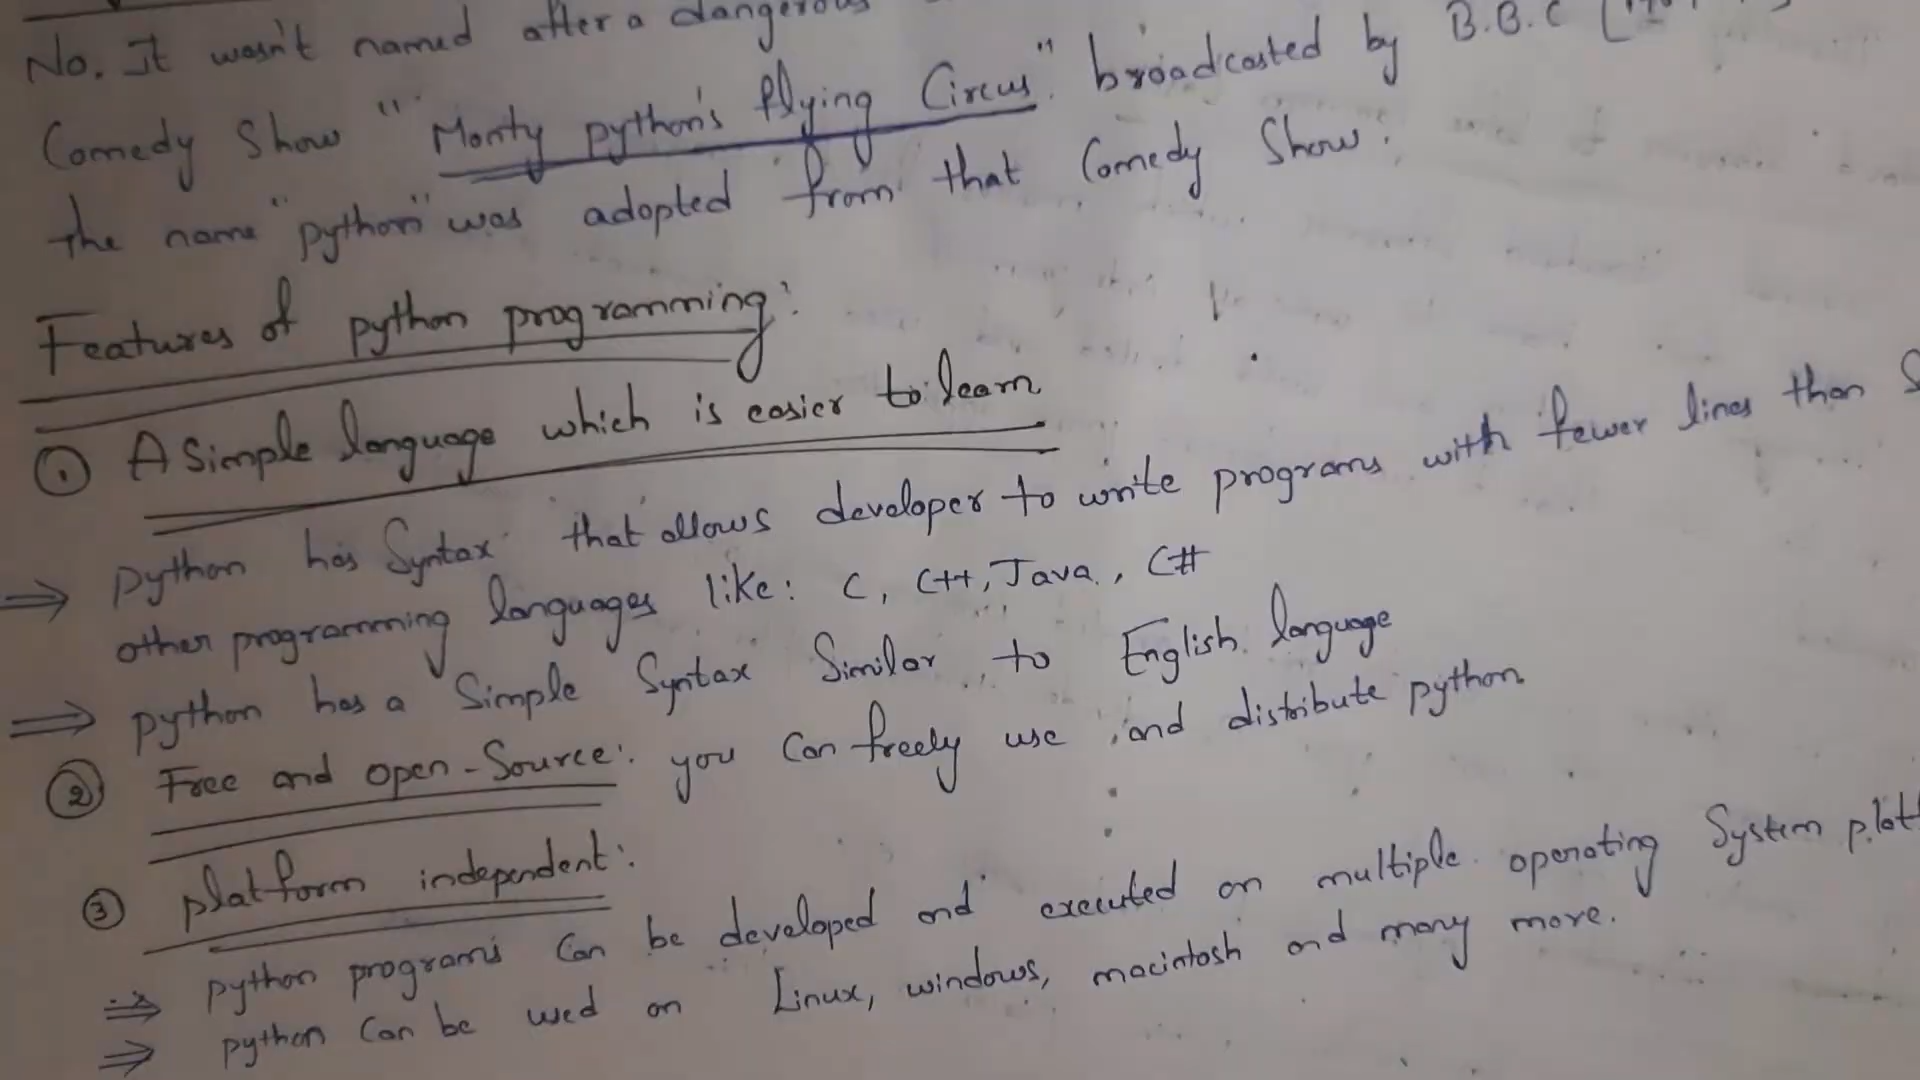 No. It wasn't named after a dangerous
Comedy Show "Monty python's flying Circus" broadcasted by B.B.C
the name "python" was adopted from that Comedy Show.
Features of python programming:
① A Simple language which is easier to learn
⇒ python has Syntax that allows developer to write programs with fewer lines than
other programming languages like: C, C++, Java, C#
⇒ python has a Simple Syntax Similar to English language
② Free and open-Source: you Can freely use and distribute python.
③ platform independent:
⇒ python programs Can be developed and executed on multiple operating System
⇒ python Can be used on Linux, windows, macintosh and many more.